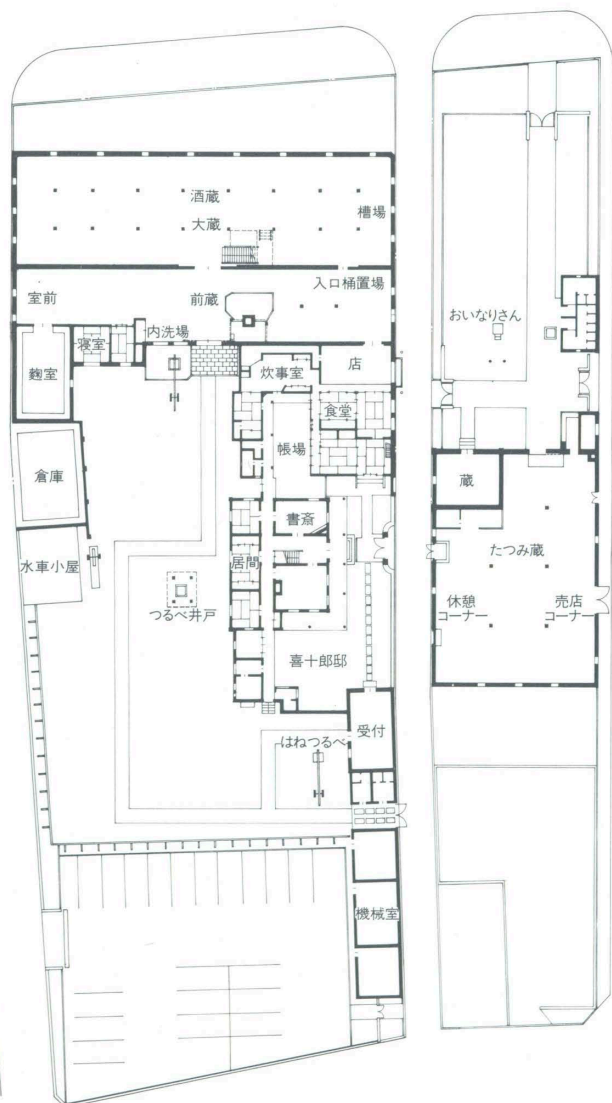 酒蔵
大蔵
槽場
室前
前蔵
入口桶置場
麹室
寝室
内洗場
炊事室
店
食堂
帳場
倉庫
書斎
水車小屋
居間
つるべ井戸
喜十郎邸
受付
はねつるべ
機械室
おいなりさん
蔵
たつみ蔵
休憩
コーナー
売店
コーナー